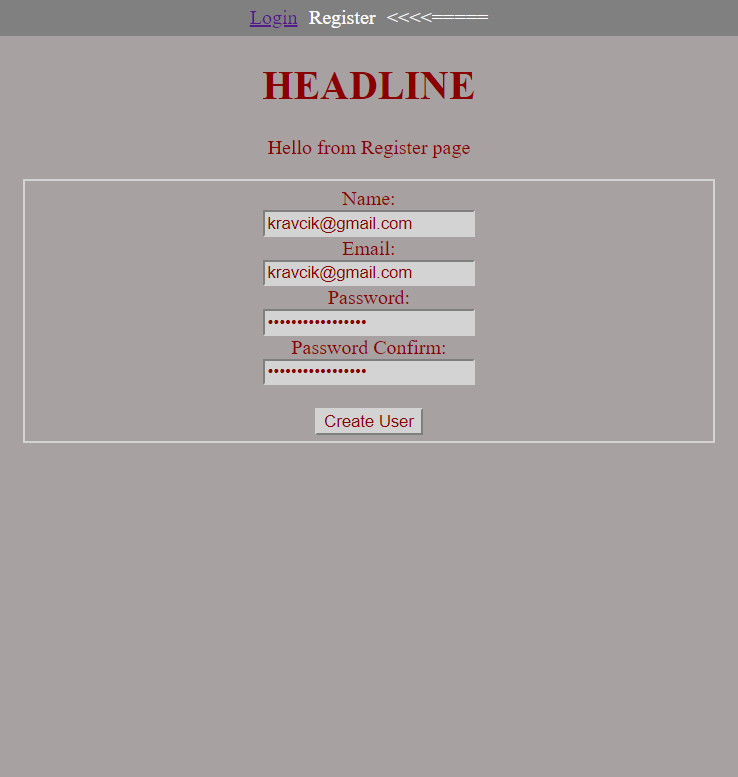 Login Register <<<<=====
HEADLINE
Hello from Register page
Name:
kravcik@gmail.com
Email:
kravcik@gmail.com
Password:
•••••••••••••••••
Password Confirm:
•••••••••••••••••
Create User